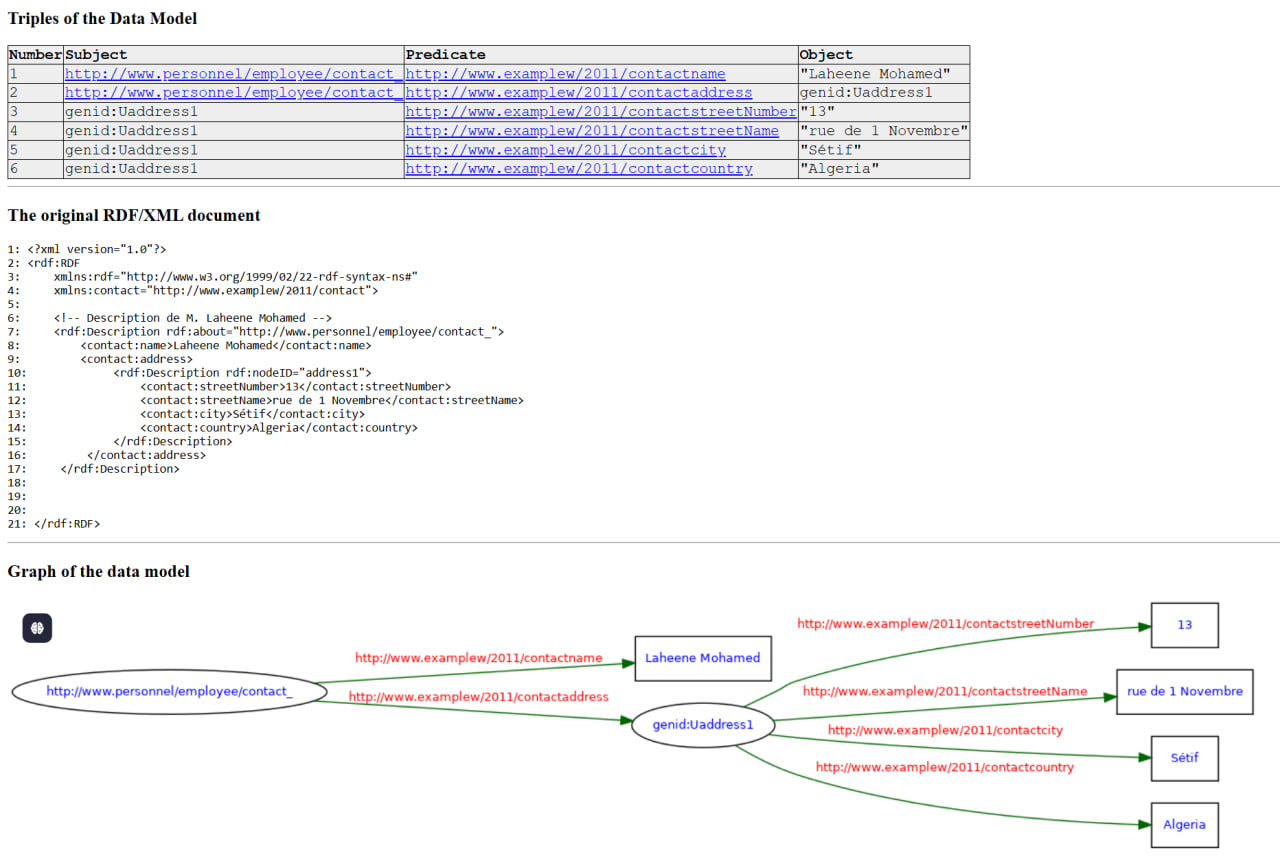 Triples of the Data Model
Number Subject Predicate Object
1 http://www.personnel/employee/contact_ http://www.examplew/2011/contactname "Laheene Mohamed"
2 http://www.personnel/employee/contact_ http://www.examplew/2011/contactaddress genid:Uaddress1
3 genid:Uaddress1 http://www.examplew/2011/contactstreetNumber "13"
4 genid:Uaddress1 http://www.examplew/2011/contactstreetName "rue de 1 Novembre"
5 genid:Uaddress1 http://www.examplew/2011/contactcity "Sétif"
6 genid:Uaddress1 http://www.examplew/2011/contactcountry "Algeria"
The original RDF/XML document
1: <?xml version="1.0"?>
2: <rdf:RDF
3: xmlns:rdf="http://www.w3.org/1999/02/22-rdf-syntax-ns#"
4: xmlns:contact="http://www.examplew/2011/contact">
5:
6: <!-- Description de M. Laheene Mohamed -->
7: <rdf:Description rdf:about="http://www.personnel/employee/contact_">
8: <contact:name>Laheene Mohamed</contact:name>
9: <contact:address>
10: <rdf:Description rdf:nodeID="address1">
11: <contact:streetNumber>13</contact:streetNumber>
12: <contact:streetName>rue de 1 Novembre</contact:streetName>
13: <contact:city>Sétif</contact:city>
14: <contact:country>Algeria</contact:country>
15: </rdf:Description>
16: </contact:address>
17: </rdf:Description>
18:
19:
20:
21: </rdf:RDF>
Graph of the data model
http://www.personnel/employee/contact_
http://www.examplew/2011/contactname
Laheene Mohamed
http://www.examplew/2011/contactaddress
genid:Uaddress1
http://www.examplew/2011/contactstreetNumber
13
http://www.examplew/2011/contactstreetName
rue de 1 Novembre
http://www.examplew/2011/contactcity
Sétif
http://www.examplew/2011/contactcountry
Algeria